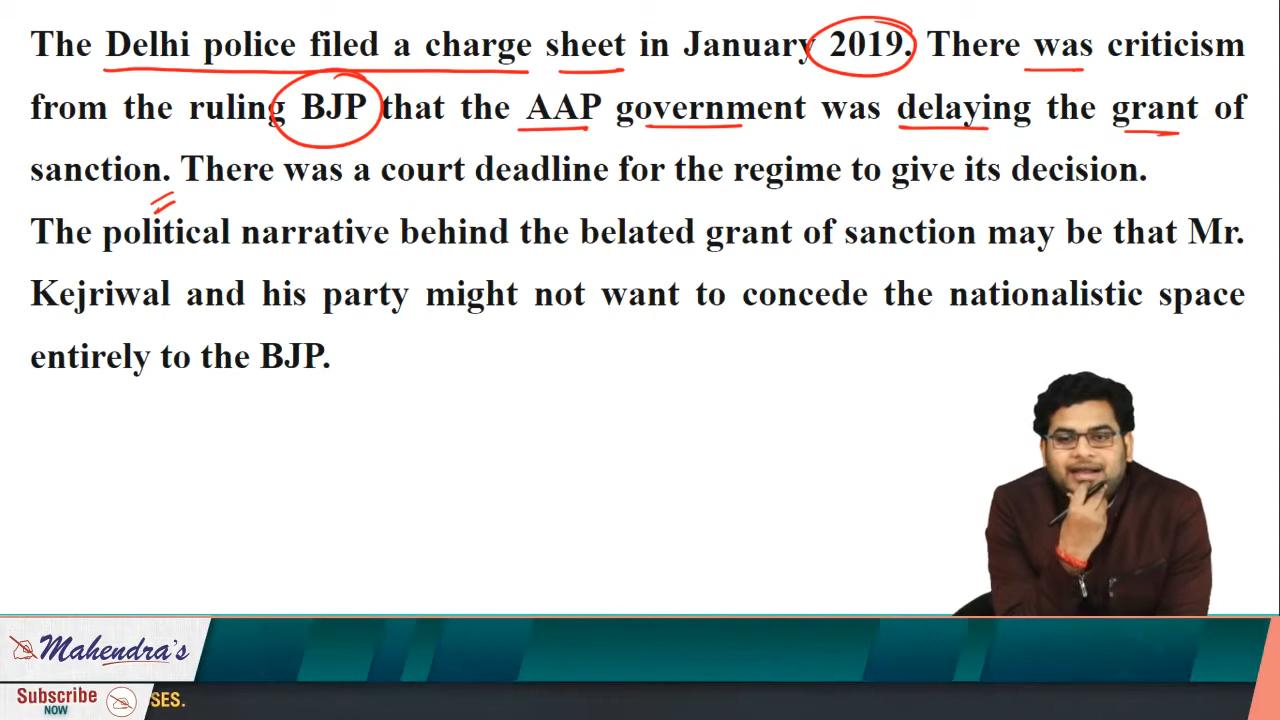 The Delhi police filed a charge sheet in January 2019. There was criticism
from the ruling BJP that the AAP government was delaying the grant of
sanction. There was a court deadline for the regime to give its decision.
The political narrative behind the belated grant of sanction may be that Mr.
Kejriwal and his party might not want to concede the nationalistic space
entirely to the BJP.
Mahendra's
Subscribe
NOW
SES.